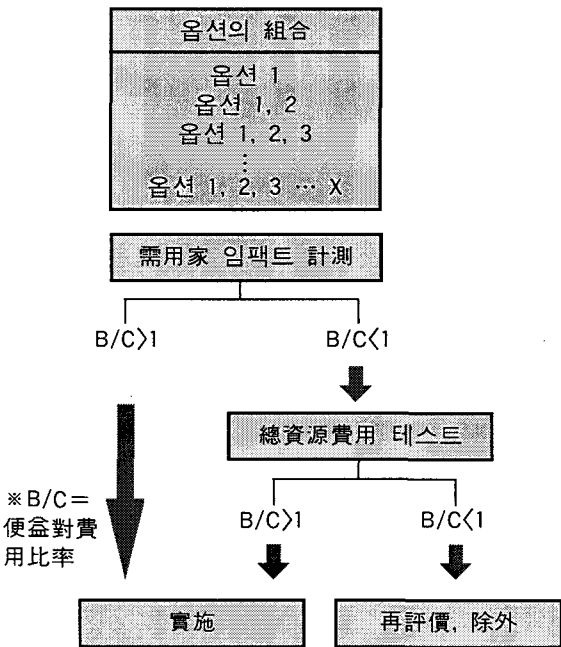 옵션의 組合
옵션 1
옵션 1, 2
옵션 1, 2, 3
⋮
옵션 1, 2, 3 ⋯ X
需用家 임팩트 計測
B/C〉1
B/C〈1
總資源費用 테스트
※B/C=
便益對費
用比率
B/C〉1
B/C〈1
實施
再評價, 除外